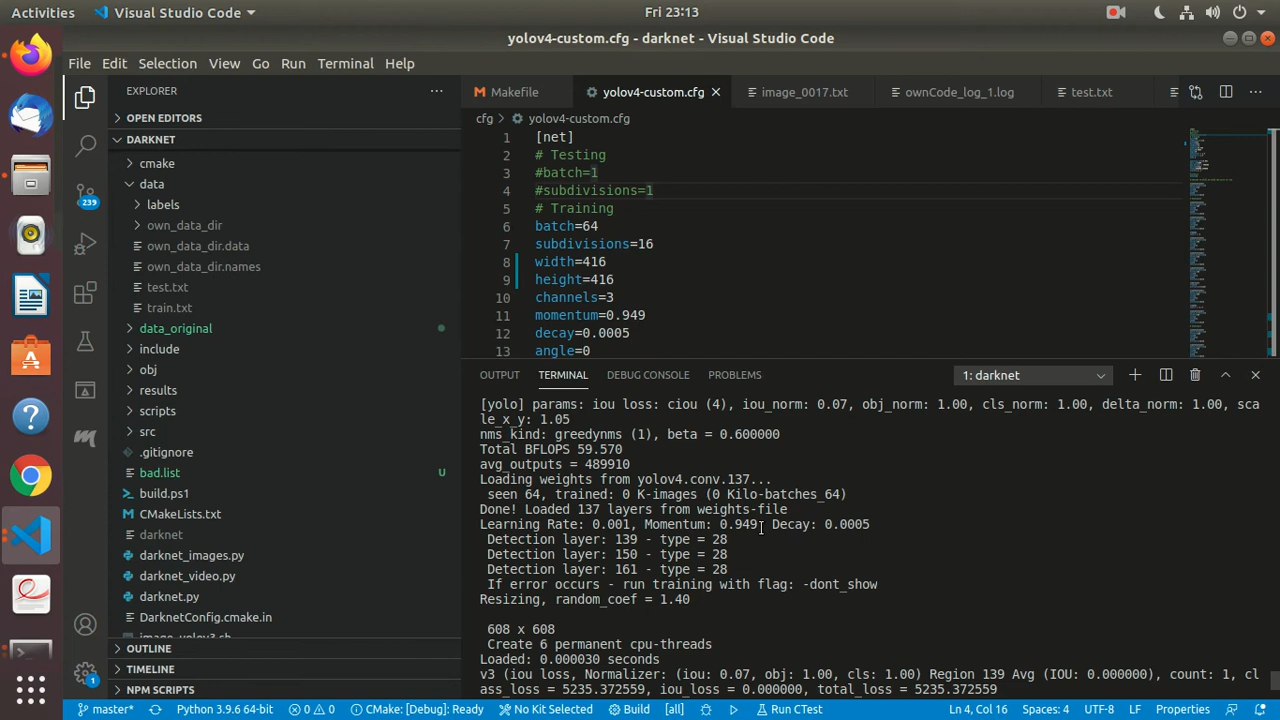 Activities
Visual Studio Code
Fri 23:13
yolov4-custom.cfg - darknet - Visual Studio Code
File Edit Selection View Go Run Terminal Help
EXPLORER
OPEN EDITORS
DARKNET
cmake
data
labels
own_data_dir
own_data_dir.data
own_data_dir.names
test.txt
train.txt
data_original
include
obj
results
scripts
src
.gitignore
bad.list U
build.ps1
CMakeLists.txt
darknet
darknet_images.py
darknet_video.py
darknet.py
DarknetConfig.cmake.in
image_yolov3.sh
OUTLINE
TIMELINE
NPM SCRIPTS
239
1
Makefile
yolov4-custom.cfg
image_0017.txt
ownCode_log_1.log
test.txt
cfg > yolov4-custom.cfg
1 [net]
2 # Testing
3 #batch=1
4 #subdivisions=1
5 # Training
6 batch=64
7 subdivisions=16
8 width=416
9 height=416
10 channels=3
11 momentum=0.949
12 decay=0.0005
13 angle=0
OUTPUT TERMINAL DEBUG CONSOLE PROBLEMS
1: darknet
[yolo] params: iou loss: ciou (4), iou_norm: 0.07, obj_norm: 1.00, cls_norm: 1.00, delta_norm: 1.00, sca
le_x_y: 1.05
nms_kind: greedynms (1), beta = 0.600000
Total BFLOPS 59.570
avg_outputs = 489910
Loading weights from yolov4.conv.137...
seen 64, trained: 0 K-images (0 Kilo-batches_64)
Done! Loaded 137 layers from weights-file
Learning Rate: 0.001, Momentum: 0.949, Decay: 0.0005
Detection layer: 139 - type = 28
Detection layer: 150 - type = 28
Detection layer: 161 - type = 28
If error occurs - run training with flag: -dont_show
Resizing, random_coef = 1.40
608 x 608
Create 6 permanent cpu-threads
Loaded: 0.000030 seconds
v3 (iou loss, Normalizer: (iou: 0.07, obj: 1.00, cls: 1.00) Region 139 Avg (IOU: 0.000000), count: 1, cl
ass_loss = 5235.372559, iou_loss = 0.000000, total_loss = 5235.372559
master*
Python 3.9.6 64-bit
0 0
CMake: [Debug]: Ready
No Kit Selected
Build
[all]
Run CTest
Ln 4, Col 16
Spaces: 4
UTF-8
LF
Properties